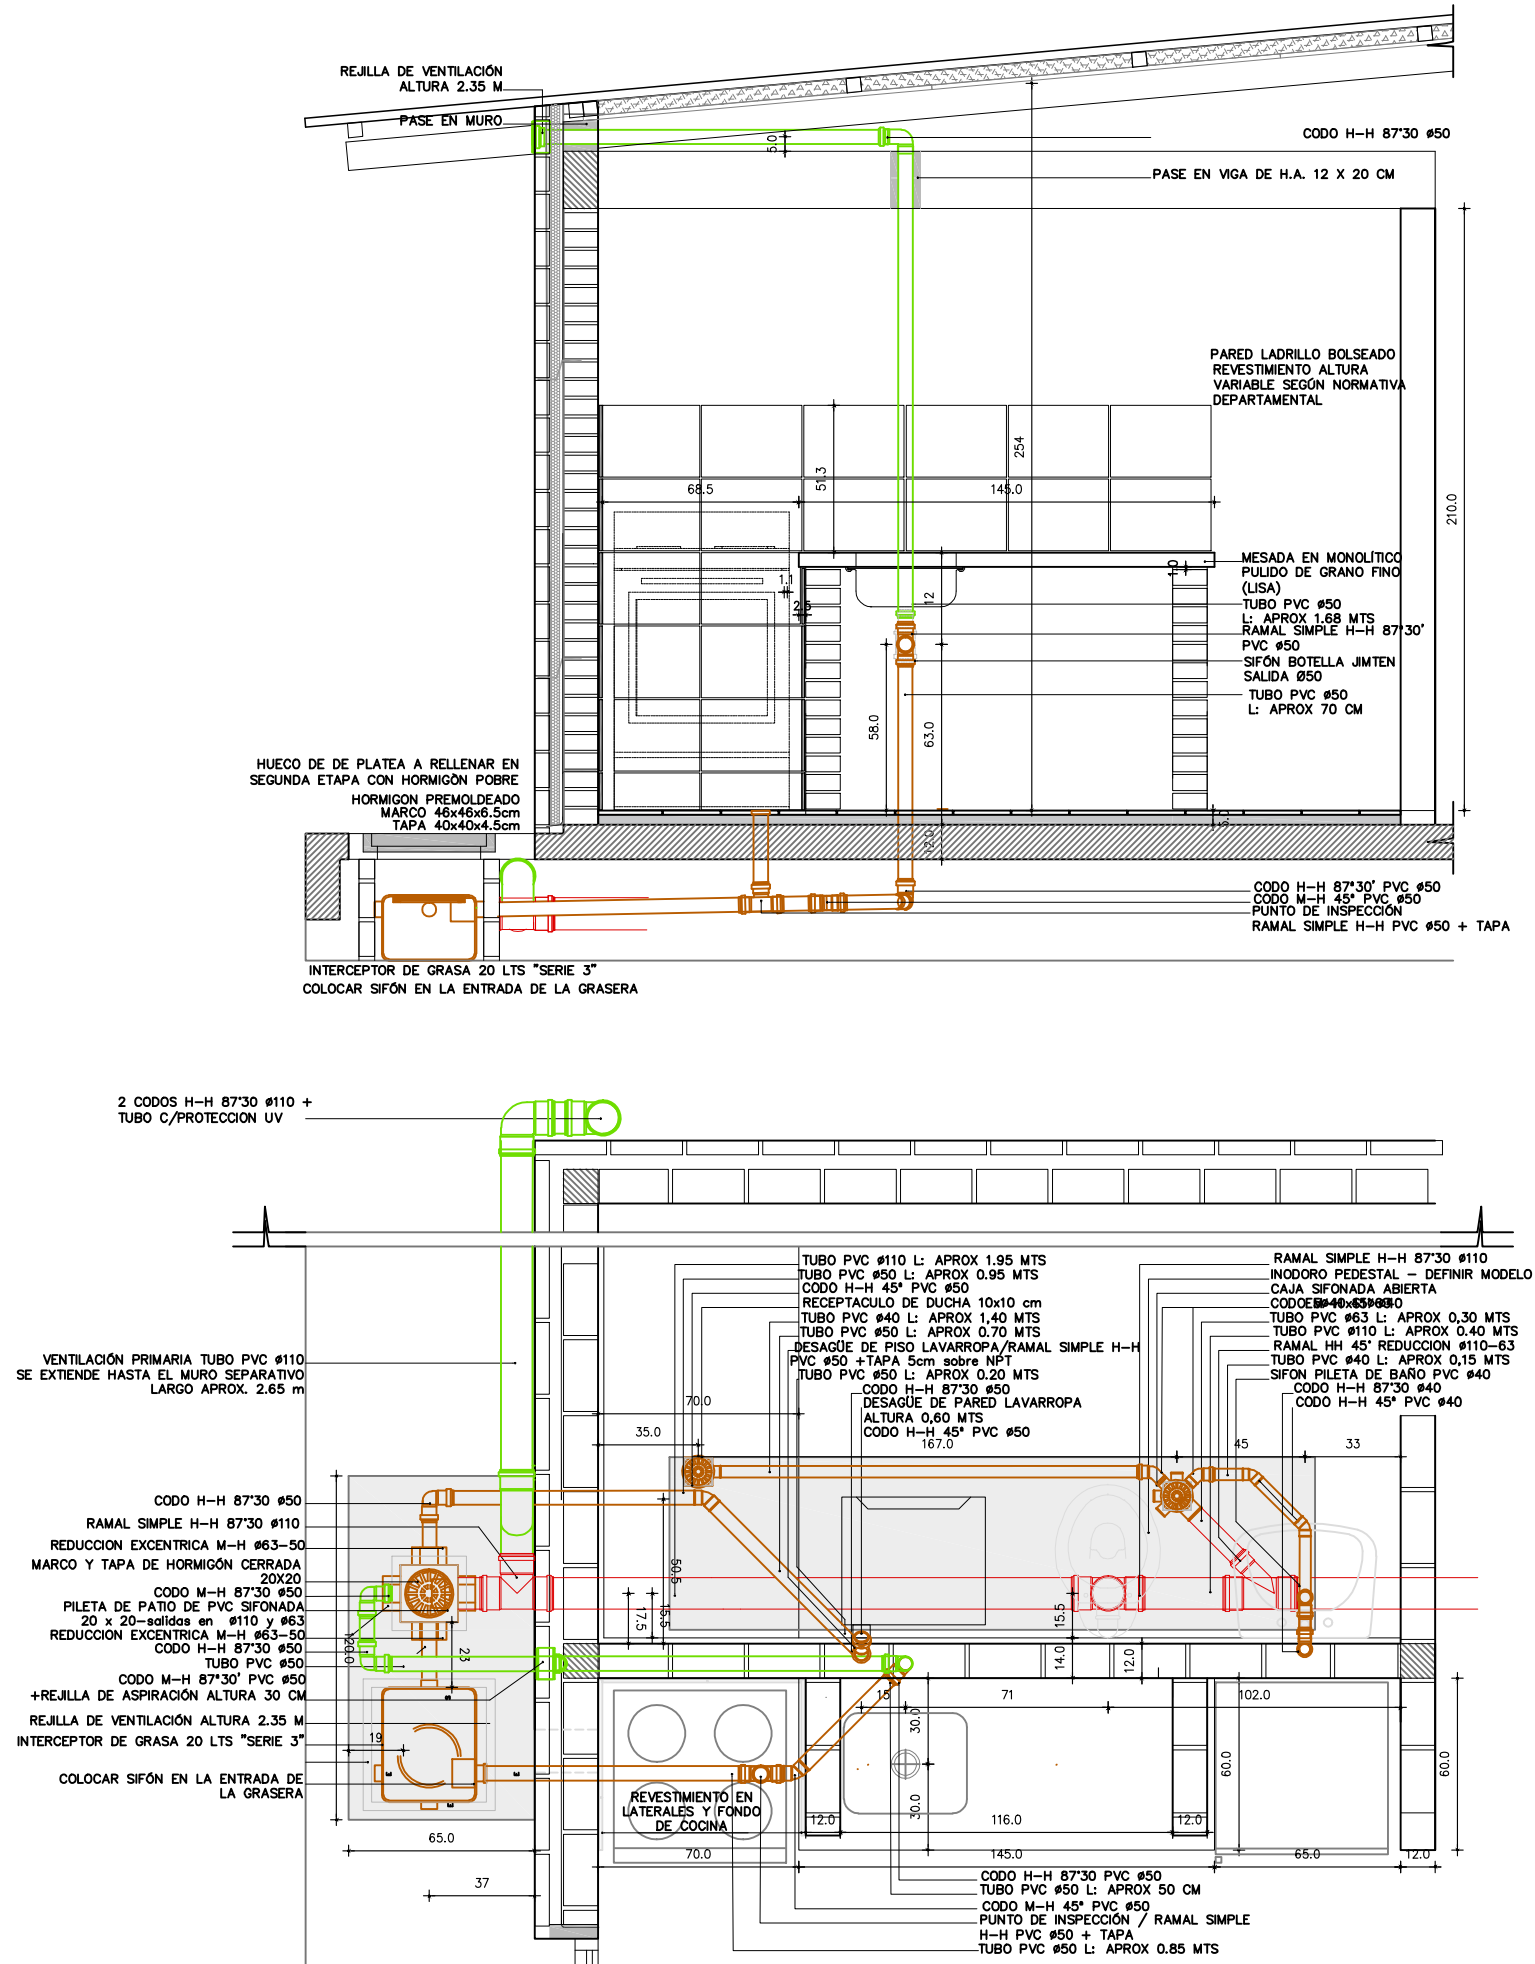 REJILLA DE VENTILACIÓN
ALTURA 2.35 M
PASE EN MURO
5.0
CODO H-H 87°30 ø50
PASE EN VIGA DE H.A. 12 X 20 CM
PARED LADRILLO BOLSEADO
REVESTIMIENTO ALTURA
VARIABLE SEGÚN NORMATIVA
DEPARTAMENTAL
254
51.3
68.5
145.0
210.0
MESADA EN MONOLÍTICO
PULIDO DE GRANO FINO
(LISA)
1.1
2.5
12
TUBO PVC ø50
L: APROX 1.68 MTS
RAMAL SIMPLE H-H 87°30'
PVC ø50
SIFÓN BOTELLA JIMTEN
SALIDA Ø50
TUBO PVC ø50
L: APROX 70 CM
58.0
63.0
HUECO DE DE PLATEA A RELLENAR EN
SEGUNDA ETAPA CON HORMIGÒN POBRE
HORMIGON PREMOLDEADO
MARCO 46x46x6.5cm
TAPA 40x40x4.5cm
12.0
CODO H-H 87°30' PVC ø50
CODO M-H 45° PVC ø50
PUNTO DE INSPECCIÓN
RAMAL SIMPLE H-H PVC ø50 + TAPA
INTERCEPTOR DE GRASA 20 LTS "SERIE 3"
COLOCAR SIFÓN EN LA ENTRADA DE LA GRASERA
2 CODOS H-H 87°30 ø110 +
TUBO C/PROTECCION UV
VENTILACIÓN PRIMARIA TUBO PVC ø110
SE EXTIENDE HASTA EL MURO SEPARATIVO
LARGO APROX. 2.65 m
TUBO PVC ø110 L: APROX 1.95 MTS
TUBO PVC ø50 L: APROX 0.95 MTS
CODO H-H 45° PVC ø50
RECEPTACULO DE DUCHA 10x10 cm
TUBO PVC ø40 L: APROX 1,40 MTS
TUBO PVC ø50 L: APROX 0.70 MTS
DESAGÜE DE PISO LAVARROPA/RAMAL SIMPLE H-H
PVC ø50 +TAPA 5cm sobre NPT
TUBO PVC ø50 L: APROX 0.20 MTS
CODO H-H 87°30 ø50
DESAGÜE DE PARED LAVARROPA
ALTURA 0,60 MTS
CODO H-H 45° PVC ø50
RAMAL SIMPLE H-H 87°30 ø110
INODORO PEDESTAL - DEFINIR MODELO
CAJA SIFONADA ABIERTA
TUBO PVC ø63 L: APROX 0,30 MTS
TUBO PVC ø110 L: APROX 0.40 MTS
RAMAL HH 45° REDUCCION ø110-63
TUBO PVC ø40 L: APROX 0,15 MTS
SIFON PILETA DE BAÑO PVC ø40
CODO H-H 87°30 ø40
CODO H-H 45° PVC ø40
70.0
35.0
167.0
45
33
CODO H-H 87°30 ø50
RAMAL SIMPLE H-H 87°30 ø110
REDUCCION EXCENTRICA M-H ø63-50
MARCO Y TAPA DE HORMIGÓN CERRADA
20X20
CODO M-H 87°30 ø50
PILETA DE PATIO DE PVC SIFONADA
20 x 20-salidas en ø110 y ø63
REDUCCION EXCENTRICA M-H ø63-50
CODO H-H 87°30 ø50
TUBO PVC ø50
CODO M-H 87°30' PVC ø50
+REJILLA DE ASPIRACIÓN ALTURA 30 CM
REJILLA DE VENTILACIÓN ALTURA 2.35 M
INTERCEPTOR DE GRASA 20 LTS "SERIE 3"
COLOCAR SIFÓN EN LA ENTRADA DE
LA GRASERA
120.0
23
19
50.5
17.5
15.5
15.5
14.0
12.0
15
71
102.0
30.0
30.0
60.0
60.0
REVESTIMIENTO EN
LATERALES Y FONDO
DE COCINA
12.0
116.0
12.0
65.0
70.0
145.0
65.0
12.0
37
CODO H-H 87°30 PVC ø50
TUBO PVC ø50 L: APROX 50 CM
CODO M-H 45° PVC ø50
PUNTO DE INSPECCIÓN / RAMAL SIMPLE
H-H PVC ø50 + TAPA
TUBO PVC ø50 L: APROX 0.85 MTS